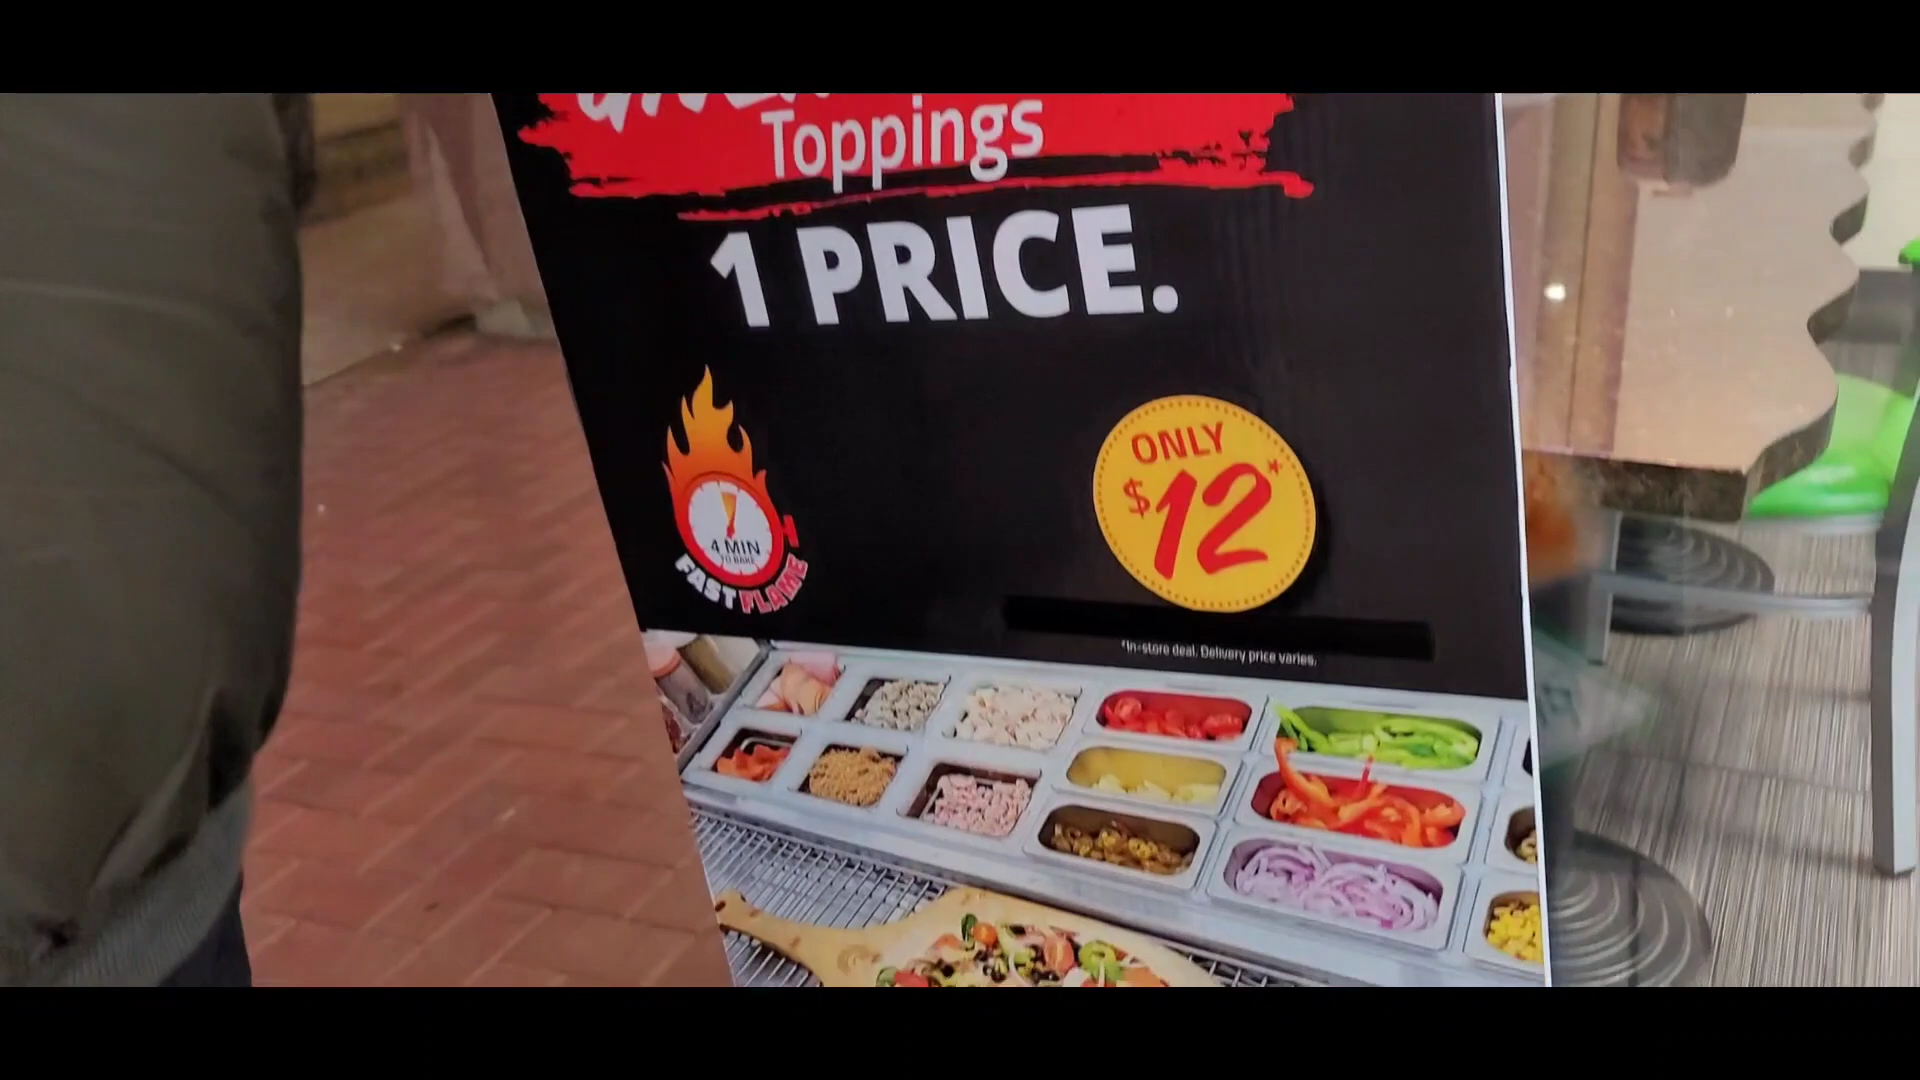 Toppings
1 PRICE.
ONLY
$12*
4 MIN
TO BAKE
FAST FLAME
*In-store deal. Delivery price varies.